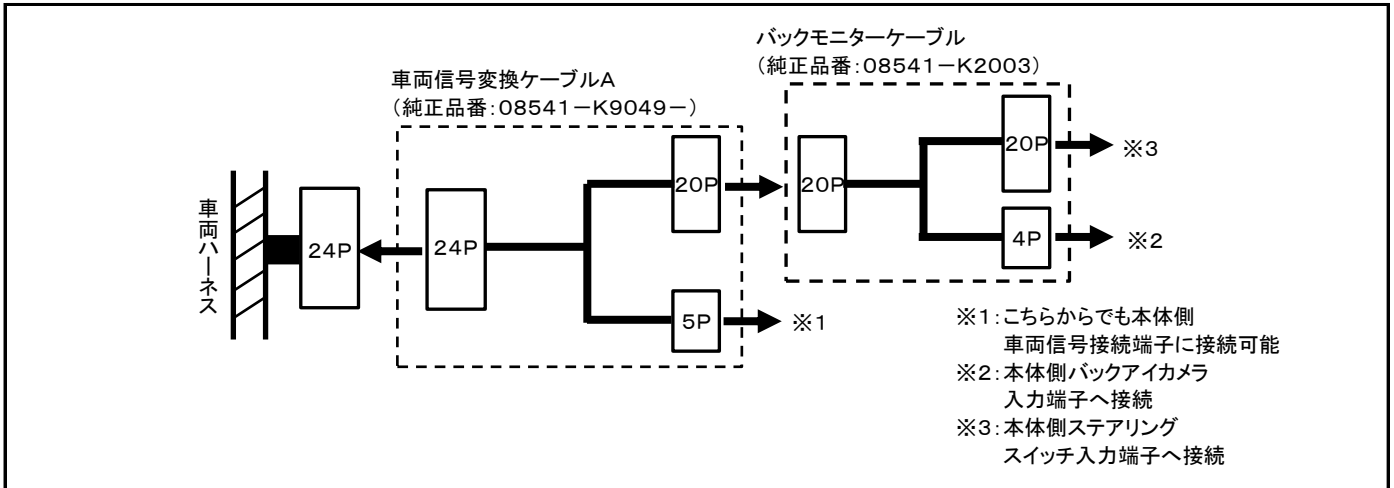 バックモニターケーブル
（純正品番：08541－K2003）
車両信号変換ケーブルA
（純正品番：08541－K9049－）
車両ハーネス
24P
24P
20P
5P
※1
20P
20P
※3
4P
※2
※1：こちらからでも本体側
車両信号接続端子に接続可能
※2：本体側バックアイカメラ
入力端子へ接続
※3：本体側ステアリング
スイッチ入力端子へ接続